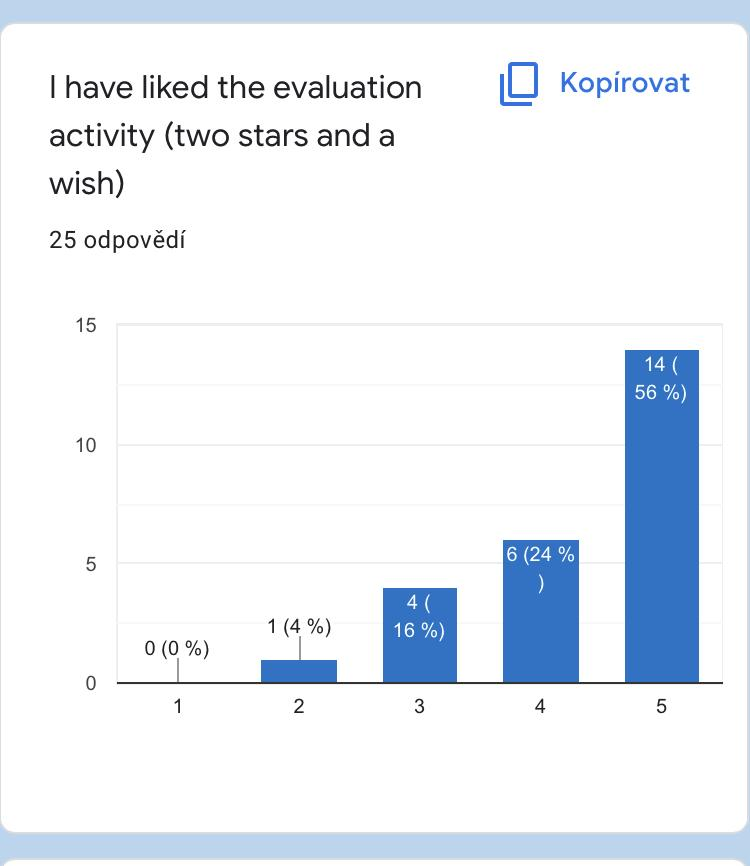 I have liked the evaluation
activity (two stars and a
wish)
Kopírovat
25 odpovědí
15
10
5
0
0 (0 %)
1 (4 %)
4 (
16 %)
6 (24 %
)
14 (
56 %)
1
2
3
4
5